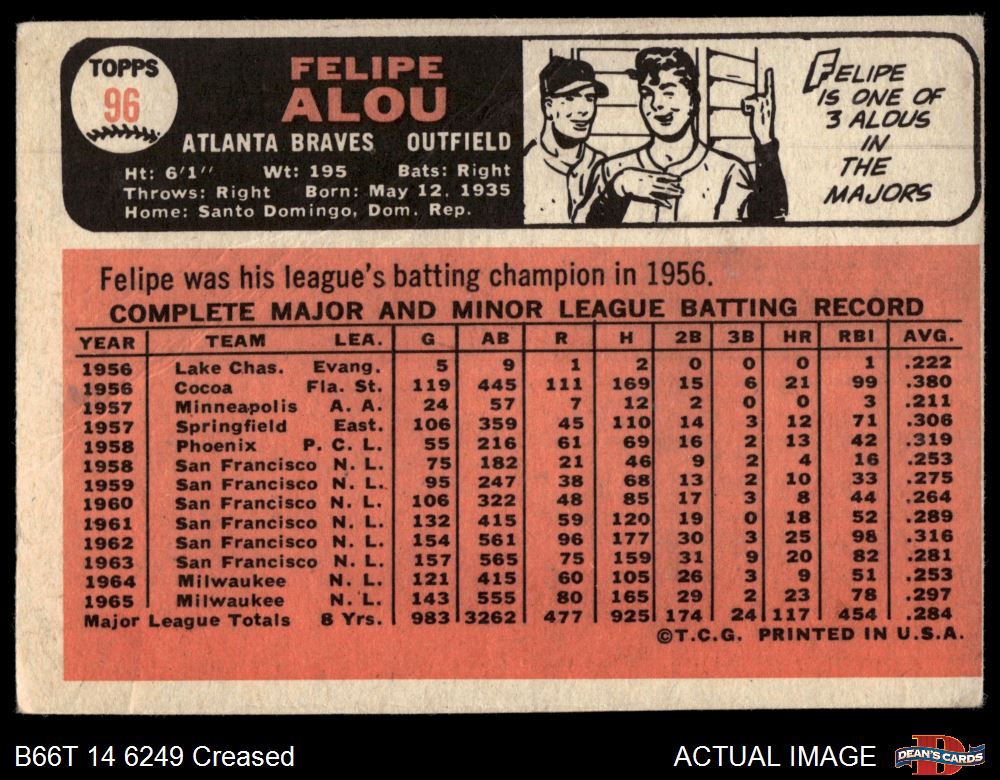 TOPPS
96
FELIPE
ALOU
ATLANTA BRAVES OUTFIELD
Ht: 6'1" Wt: 195 Bats: Right
Throws: Right Born: May 12, 1935
Home: Santo Domingo, Dom. Rep.
FELIPE
IS ONE OF
3 ALOUS
IN
THE
MAJORS
Felipe was his league's batting champion in 1956.
COMPLETE MAJOR AND MINOR LEAGUE BATTING RECORD
YEAR TEAM LEA. G AB R H 2B 3B HR RBI AVG.
1956 Lake Chas. Evang. 5 9 1 2 0 0 0 1 .222
1956 Cocoa Fla. St. 119 445 111 169 15 6 21 99 .380
1957 Minneapolis A. A. 24 57 7 12 2 0 0 3 .211
1957 Springfield East. 106 359 45 110 14 3 12 71 .306
1958 Phoenix P. C. L. 55 216 61 69 16 2 13 42 .319
1958 San Francisco N. L. 75 182 21 46 9 2 4 16 .253
1959 San Francisco N. L. 95 247 38 68 13 2 10 33 .275
1960 San Francisco N. L. 106 322 48 85 17 3 8 44 .264
1961 San Francisco N. L. 132 415 59 120 19 0 18 52 .289
1962 San Francisco N. L. 154 561 96 177 30 3 25 98 .316
1963 San Francisco N. L. 157 565 75 159 31 9 20 82 .281
1964 Milwaukee N. L. 121 415 60 105 26 3 9 51 .253
1965 Milwaukee N. L. 143 555 80 165 29 2 23 78 .297
Major League Totals 8 Yrs. 983 3262 477 925 174 24 117 454 .284
©T.C.G. PRINTED IN U.S.A.
B66T 14 6249 Creased
ACTUAL IMAGE
DEAN'S CARDS